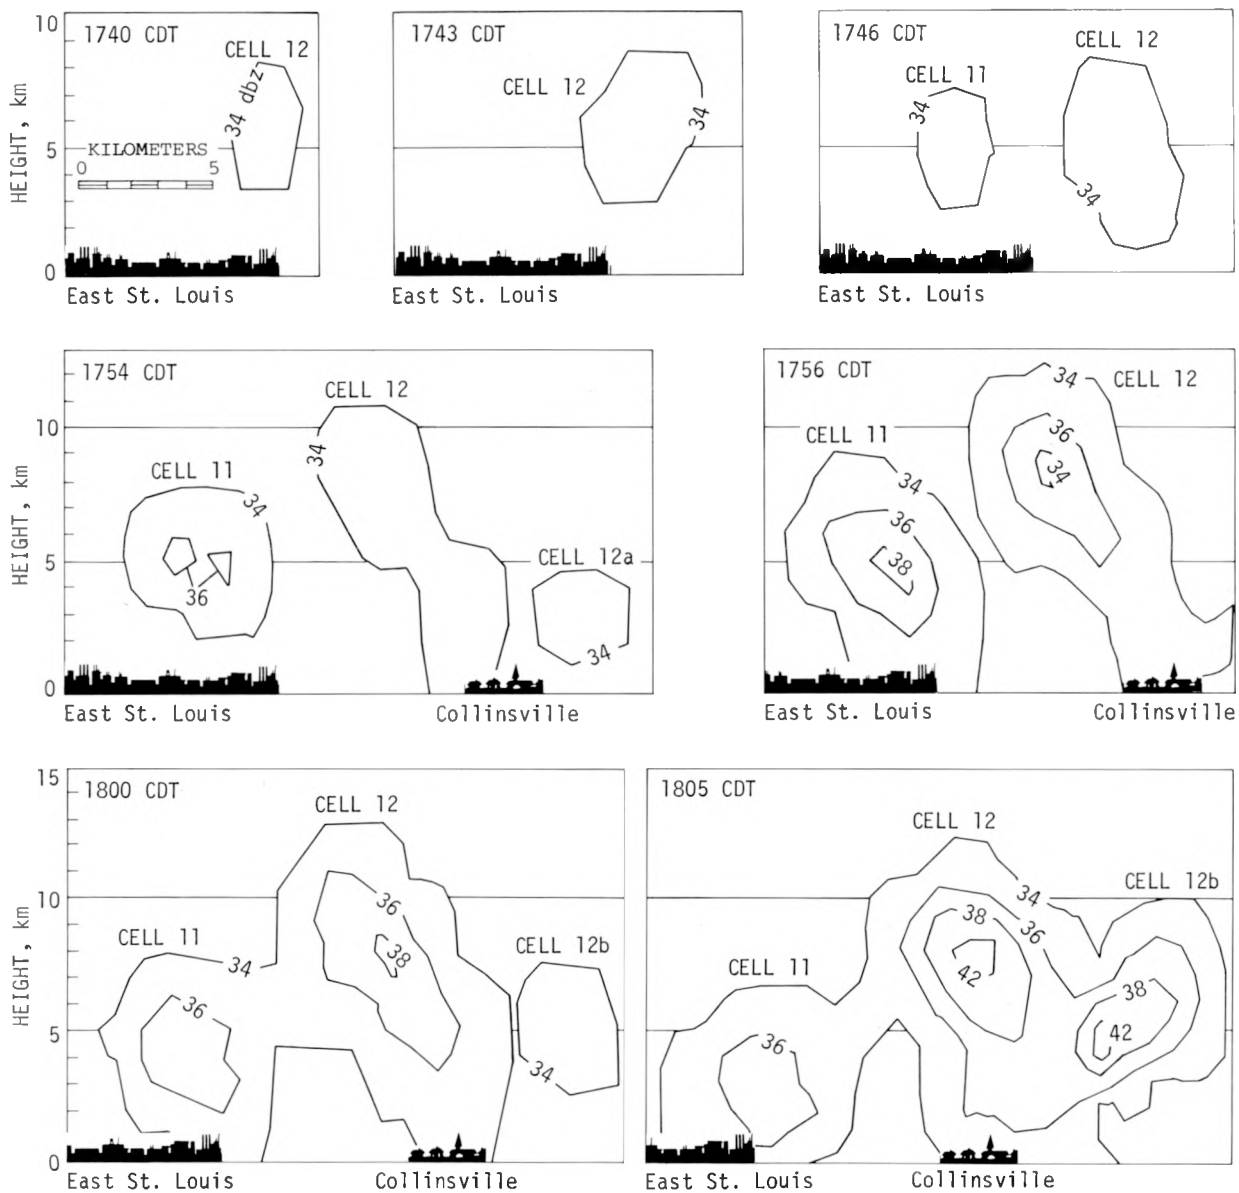 10
1740 CDT
CELL 12
34 dbz
HEIGHT, km
5
KILOMETERS
0 5
0
East St. Louis
1743 CDT
CELL 12
34
East St. Louis
1746 CDT
CELL 12
CELL 11
34
34
East St. Louis
1754 CDT
CELL 12
10
34
CELL 11
34
HEIGHT, km
5
CELL 12a
36
34
0
East St. Louis Collinsville
1756 CDT
34
CELL 12
36
CELL 11
34
34
36
38
East St. Louis Collinsville
15
1800 CDT
CELL 12
10
36
CELL 11
34
38
CELL 12b
HEIGHT, km
36
5
34
0
East St. Louis Collinsville
1805 CDT
CELL 12
CELL 12b
34
38
36
CELL 11
42
38
42
36
East St. Louis Collinsville